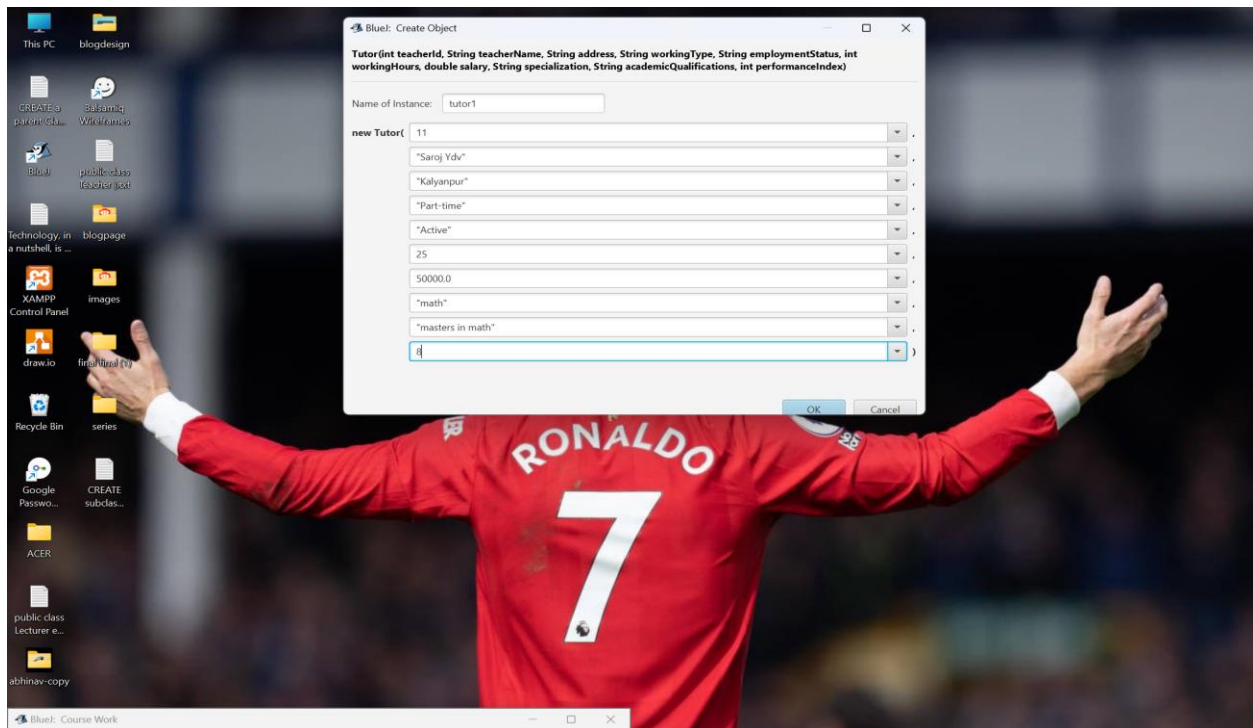 This PC
blogdesign
CREATE a
parent Cla...
Balsamiq
Wireframes
BlueJ
public class
Teacher text
Technology, in
a nutshell, is ...
blogpage
XAMPP
Control Panel
images
draw.io
final final (1)
Recycle Bin
series
Google
Passwo...
CREATE
subclas...
ACER
public class
Lecturer e...
abhinav-copy
BlueJ: Create Object
Tutor(int teacherId, String teacherName, String address, String workingType, String employmentStatus, int
workingHours, double salary, String specialization, String academicQualifications, int performanceIndex)
Name of Instance: tutor1
new Tutor( 11 ,
"Saroj Ydv" ,
"Kalyanpur" ,
"Part-time" ,
"Active" ,
25 ,
50000.0 ,
"math" ,
"masters in math" ,
8 )
OK Cancel
RONALDO
7
BlueJ: Course Work